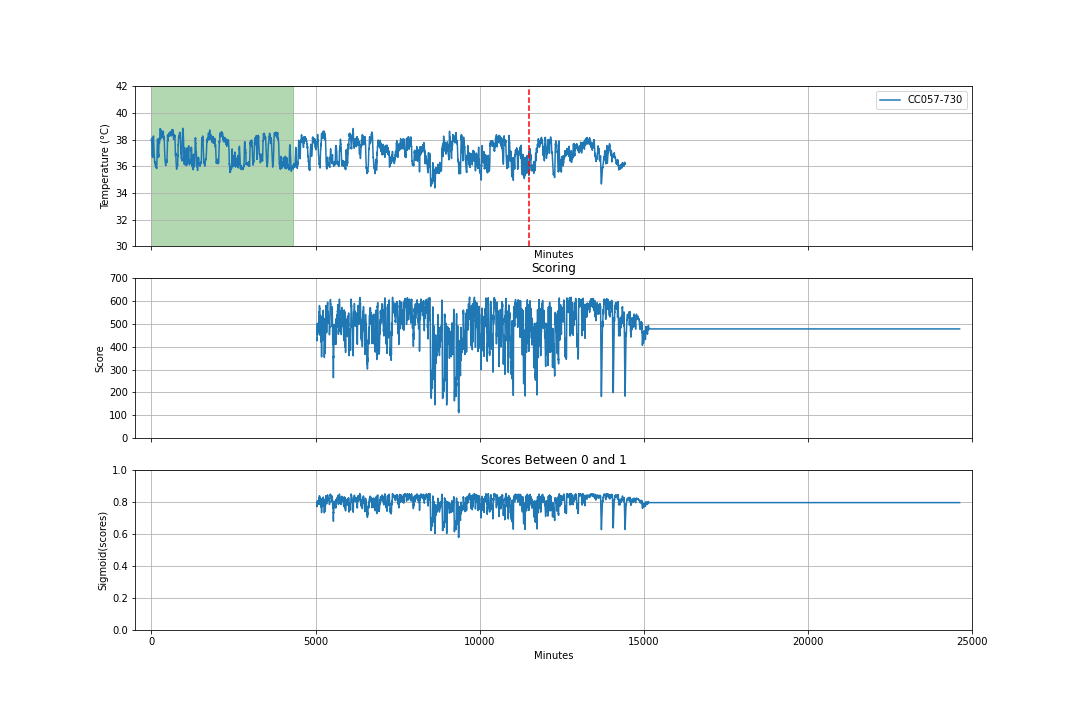 42
40
38
36
34
32
30
Temperature (°C)
CC057-730
Minutes
Scoring
700
600
500
400
300
200
100
0
Score
Scores Between 0 and 1
1.0
0.8
0.6
0.4
0.2
0.0
Sigmoid(scores)
0 5000 10000 15000 20000 25000
Minutes